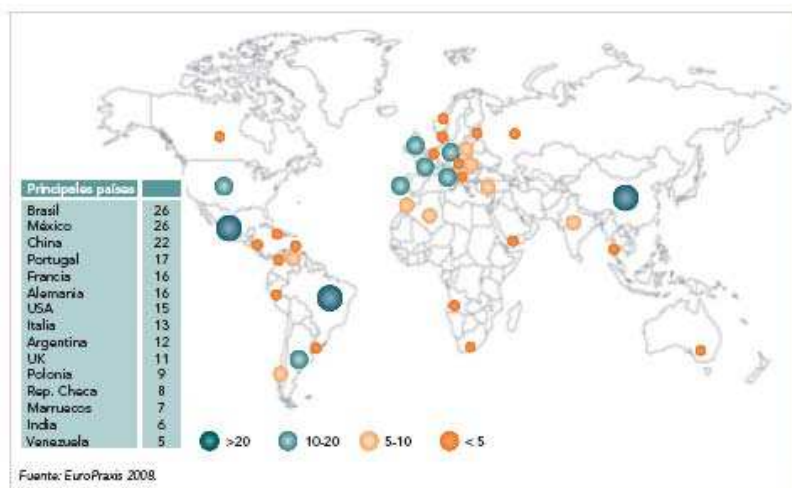 Principales países
Brasil 26
México 26
China 22
Portugal 17
Francia 16
Alemania 16
USA 15
Italia 13
Argentina 12
UK 11
Polonia 9
Rep. Checa 8
Marruecos 7
India 6
Venezuela 5
>20 10-20 5-10 < 5
Fuente: EuroPraxis 2008.